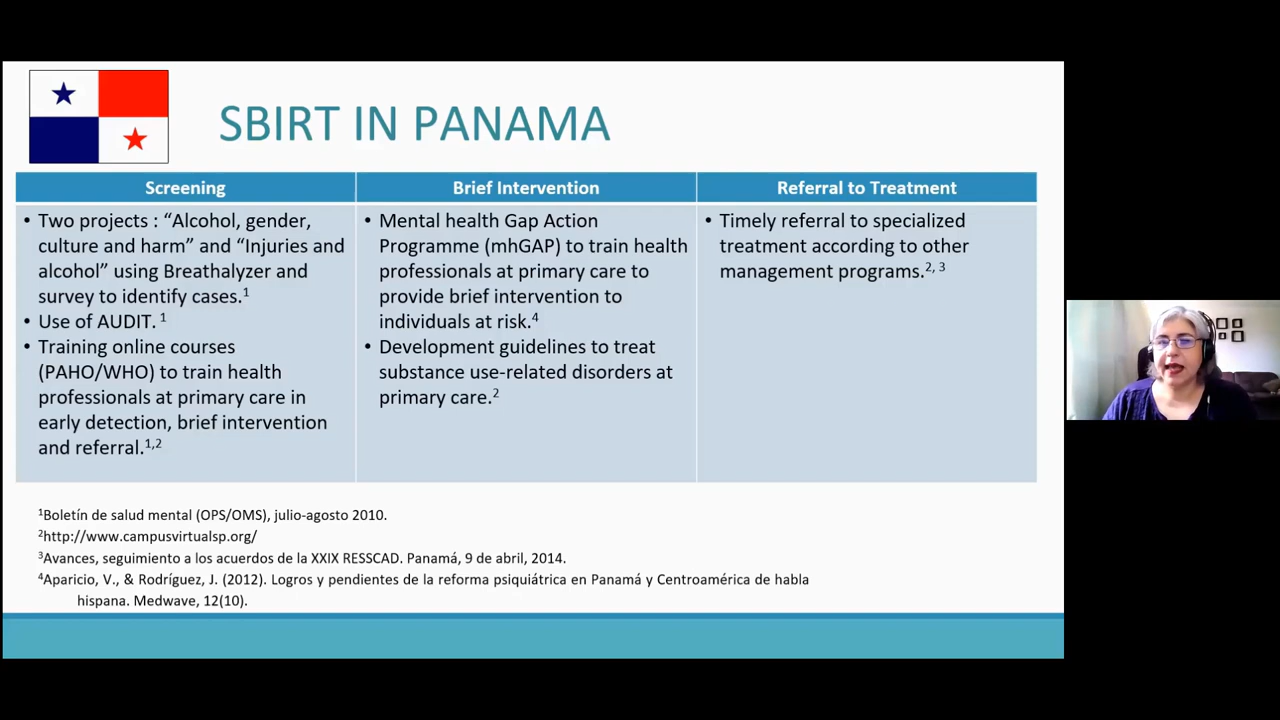 SBIRT IN PANAMA
Screening
• Two projects : “Alcohol, gender,
culture and harm” and “Injuries and
alcohol” using Breathalyzer and
survey to identify cases.1
• Use of AUDIT. 1
• Training online courses
(PAHO/WHO) to train health
professionals at primary care in
early detection, brief intervention
and referral.1,2
Brief Intervention
• Mental health Gap Action
Programme (mhGAP) to train health
professionals at primary care to
provide brief intervention to
individuals at risk.4
• Development guidelines to treat
substance use-related disorders at
primary care.2
Referral to Treatment
• Timely referral to specialized
treatment according to other
management programs.2, 3
1Boletín de salud mental (OPS/OMS), julio-agosto 2010.
2http://www.campusvirtualsp.org/
3Avances, seguimiento a los acuerdos de la XXIX RESSCAD. Panamá, 9 de abril, 2014.
4Aparicio, V., & Rodríguez, J. (2012). Logros y pendientes de la reforma psiquiátrica en Panamá y Centroamérica de habla
hispana. Medwave, 12(10).